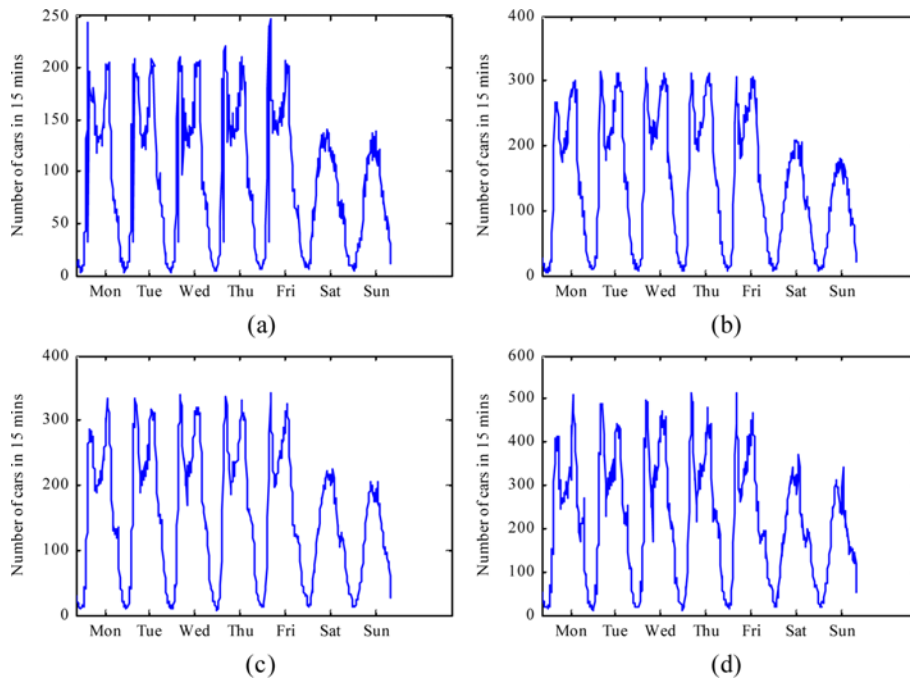 250
200
150
100
50
0
Number of cars in 15 mins
Mon Tue Wed Thu Fri Sat Sun
(a)
400
300
200
100
0
Number of cars in 15 mins
Mon Tue Wed Thu Fri Sat Sun
(b)
400
300
200
100
0
Number of cars in 15 mins
Mon Tue Wed Thu Fri Sat Sun
(c)
600
500
400
300
200
100
0
Number of cars in 15 mins
Mon Tue Wed Thu Fri Sat Sun
(d)